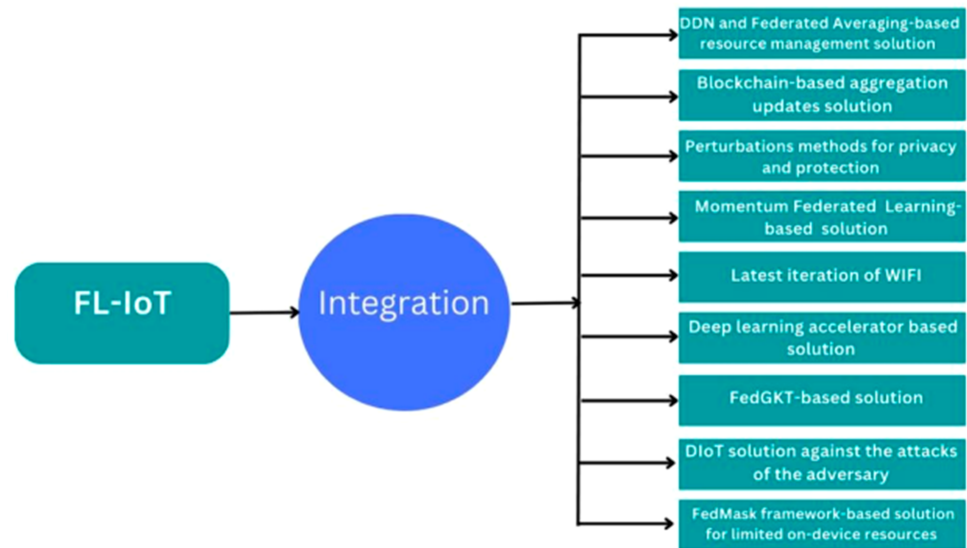 FL-IoT
Integration
DDN and Federated Averaging-based
resource management solution
Blockchain-based aggregation
updates solution
Perturbations methods for privacy
and protection
Momentum Federated Learning-
based solution
Latest iteration of WIFI
Deep learning accelerator based
solution
FedGKT-based solution
DIoT solution against the attacks
of the adversary
FedMask framework-based solution
for limited on-device resources